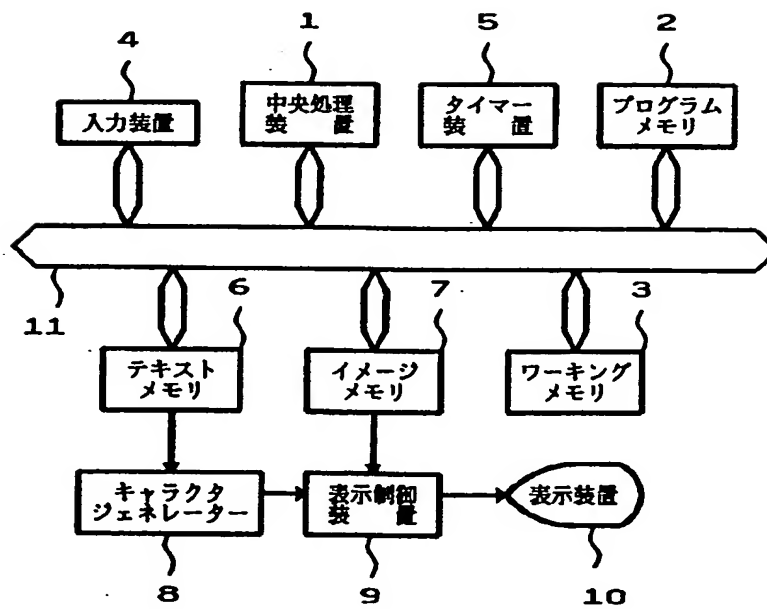 4
1
5
2
入力装置
中央処理
装　　置
タイマー
装　　置
プログラム
メモリ
11
6
7
3
テキスト
メモリ
イメージ
メモリ
ワーキング
メモリ
キャラクタ
ジェネレーター
表示制御
装　　置
表示装置
8
9
10